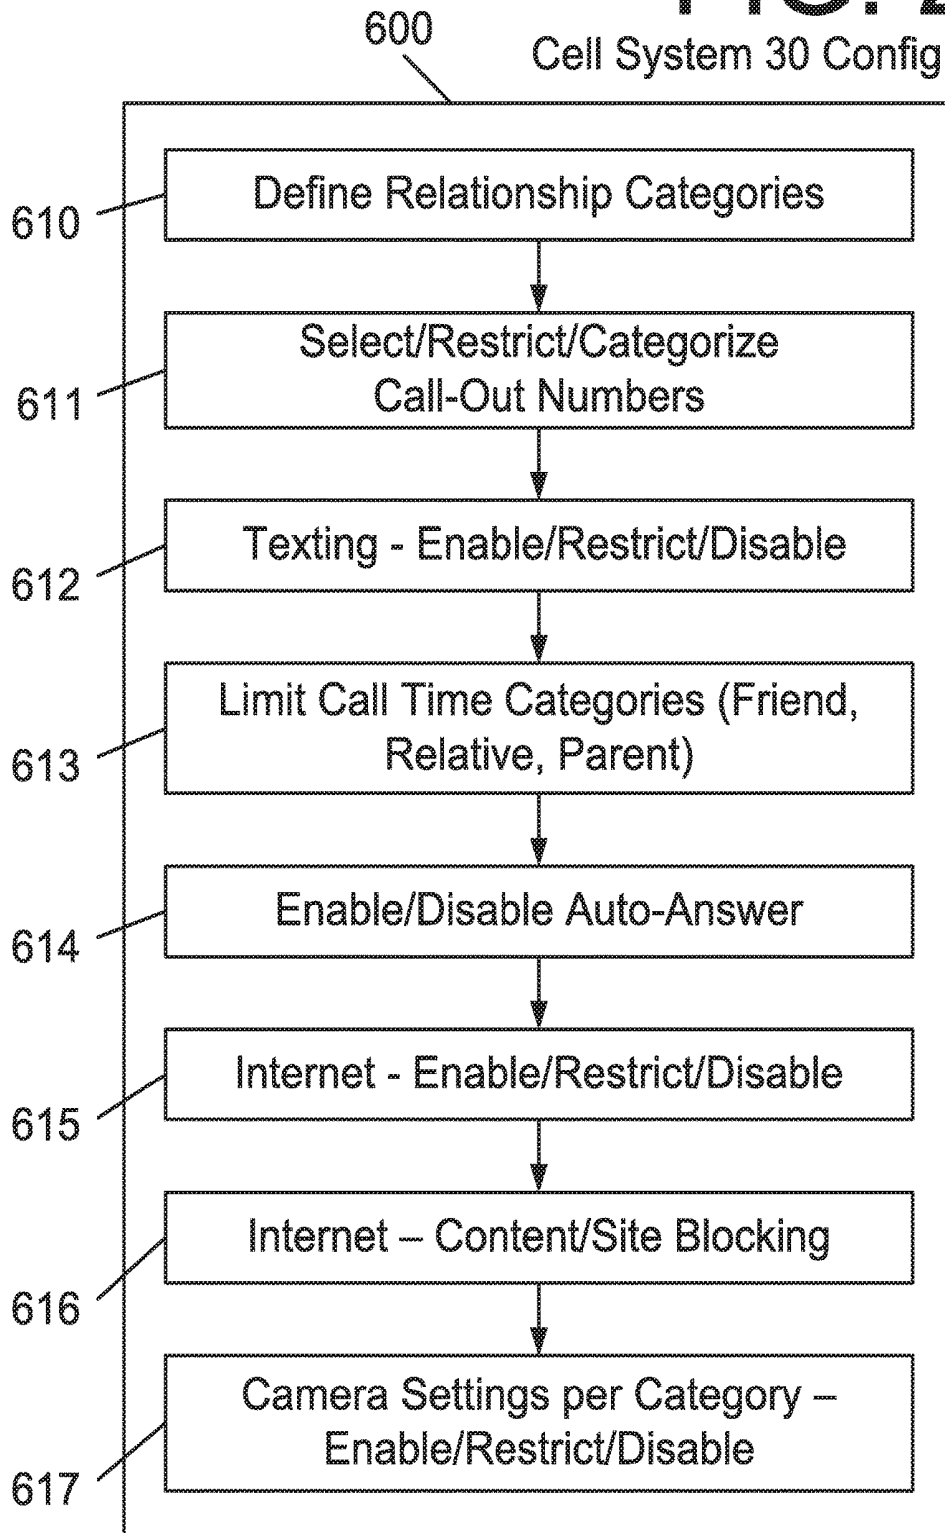 FIG. 2
600
Cell System 30 Config
610
Define Relationship Categories
Select/Restrict/Categorize
Call-Out Numbers
611
Texting - Enable/Restrict/Disable
612
Limit Call Time Categories (Friend,
Relative, Parent)
613
Enable/Disable Auto-Answer
614
Internet - Enable/Restrict/Disable
615
Internet – Content/Site Blocking
616
Camera Settings per Category –
Enable/Restrict/Disable
617